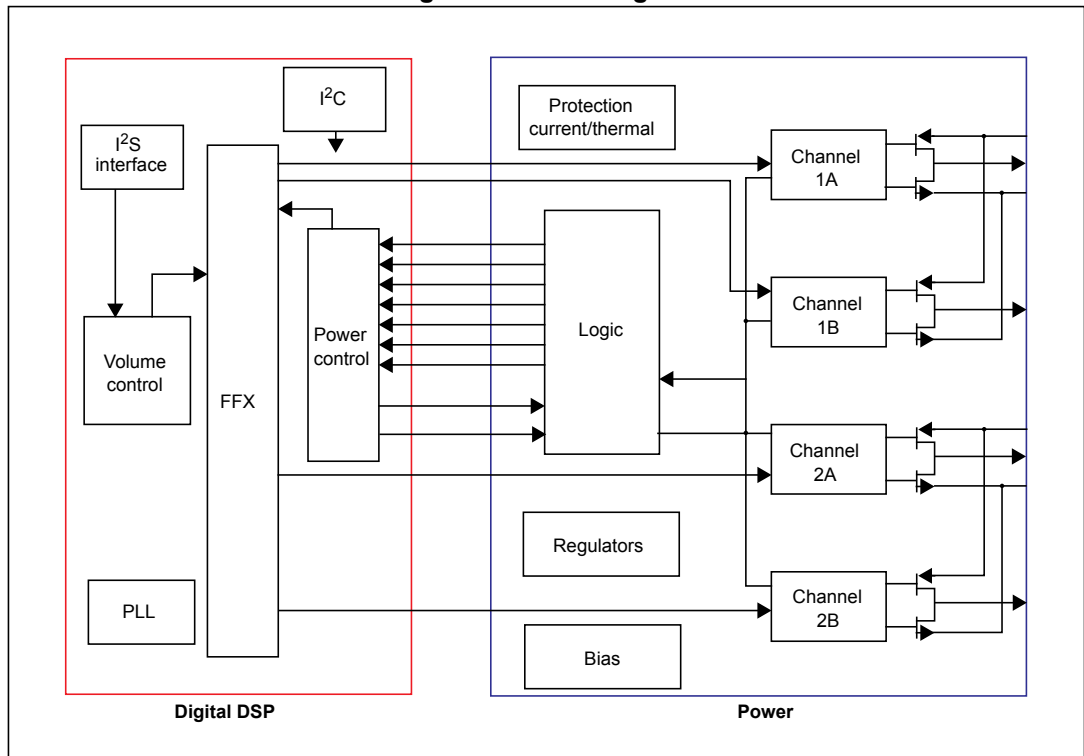 I²C
Protection
current/thermal
I²S
interface
Channel
1A
Channel
1B
Logic
Power
control
Volume
control
FFX
Channel
2A
Regulators
PLL
Channel
2B
Bias
Digital DSP
Power